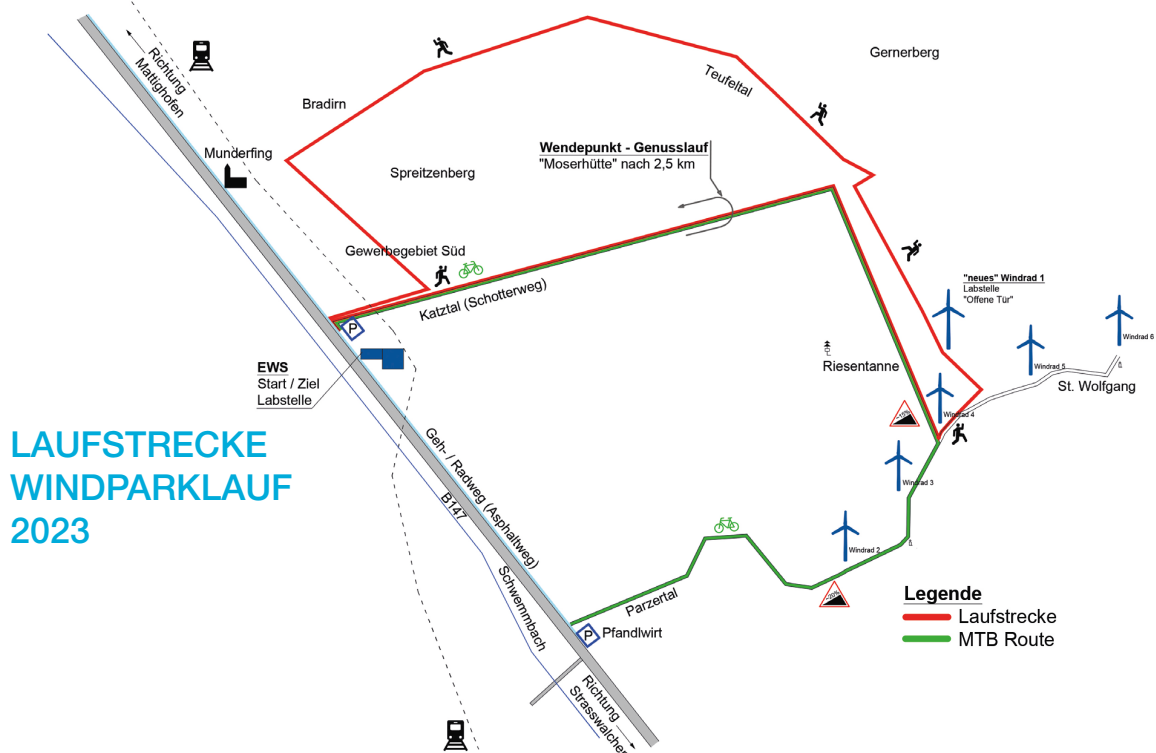 Gernerberg
Richtung
Mattighofen
Teufeltal
Bradirn
Munderfing
Wendepunkt - Genusslauf
"Moserhütte" nach 2,5 km
Spreitzenberg
Gewerbegebiet Süd
Katztal (Schotterweg)
"neues" Windrad 1
Labstelle
"Offene Tür"
P
Windrad 6
Windrad 5
EWS
Start / Ziel
Labstelle
Riesentanne
St. Wolfgang
Windrad 4
LAUFSTRECKE
WINDPARKLAUF
2023
Geh- / Radweg (Asphaltweg)
B147
Windrad 3
Windrad 2
Schwemmbach
~20%
Parzertal
P
Pfandlwirt
Legende
Laufstrecke
MTB Route
Richtung
Strasswalchen